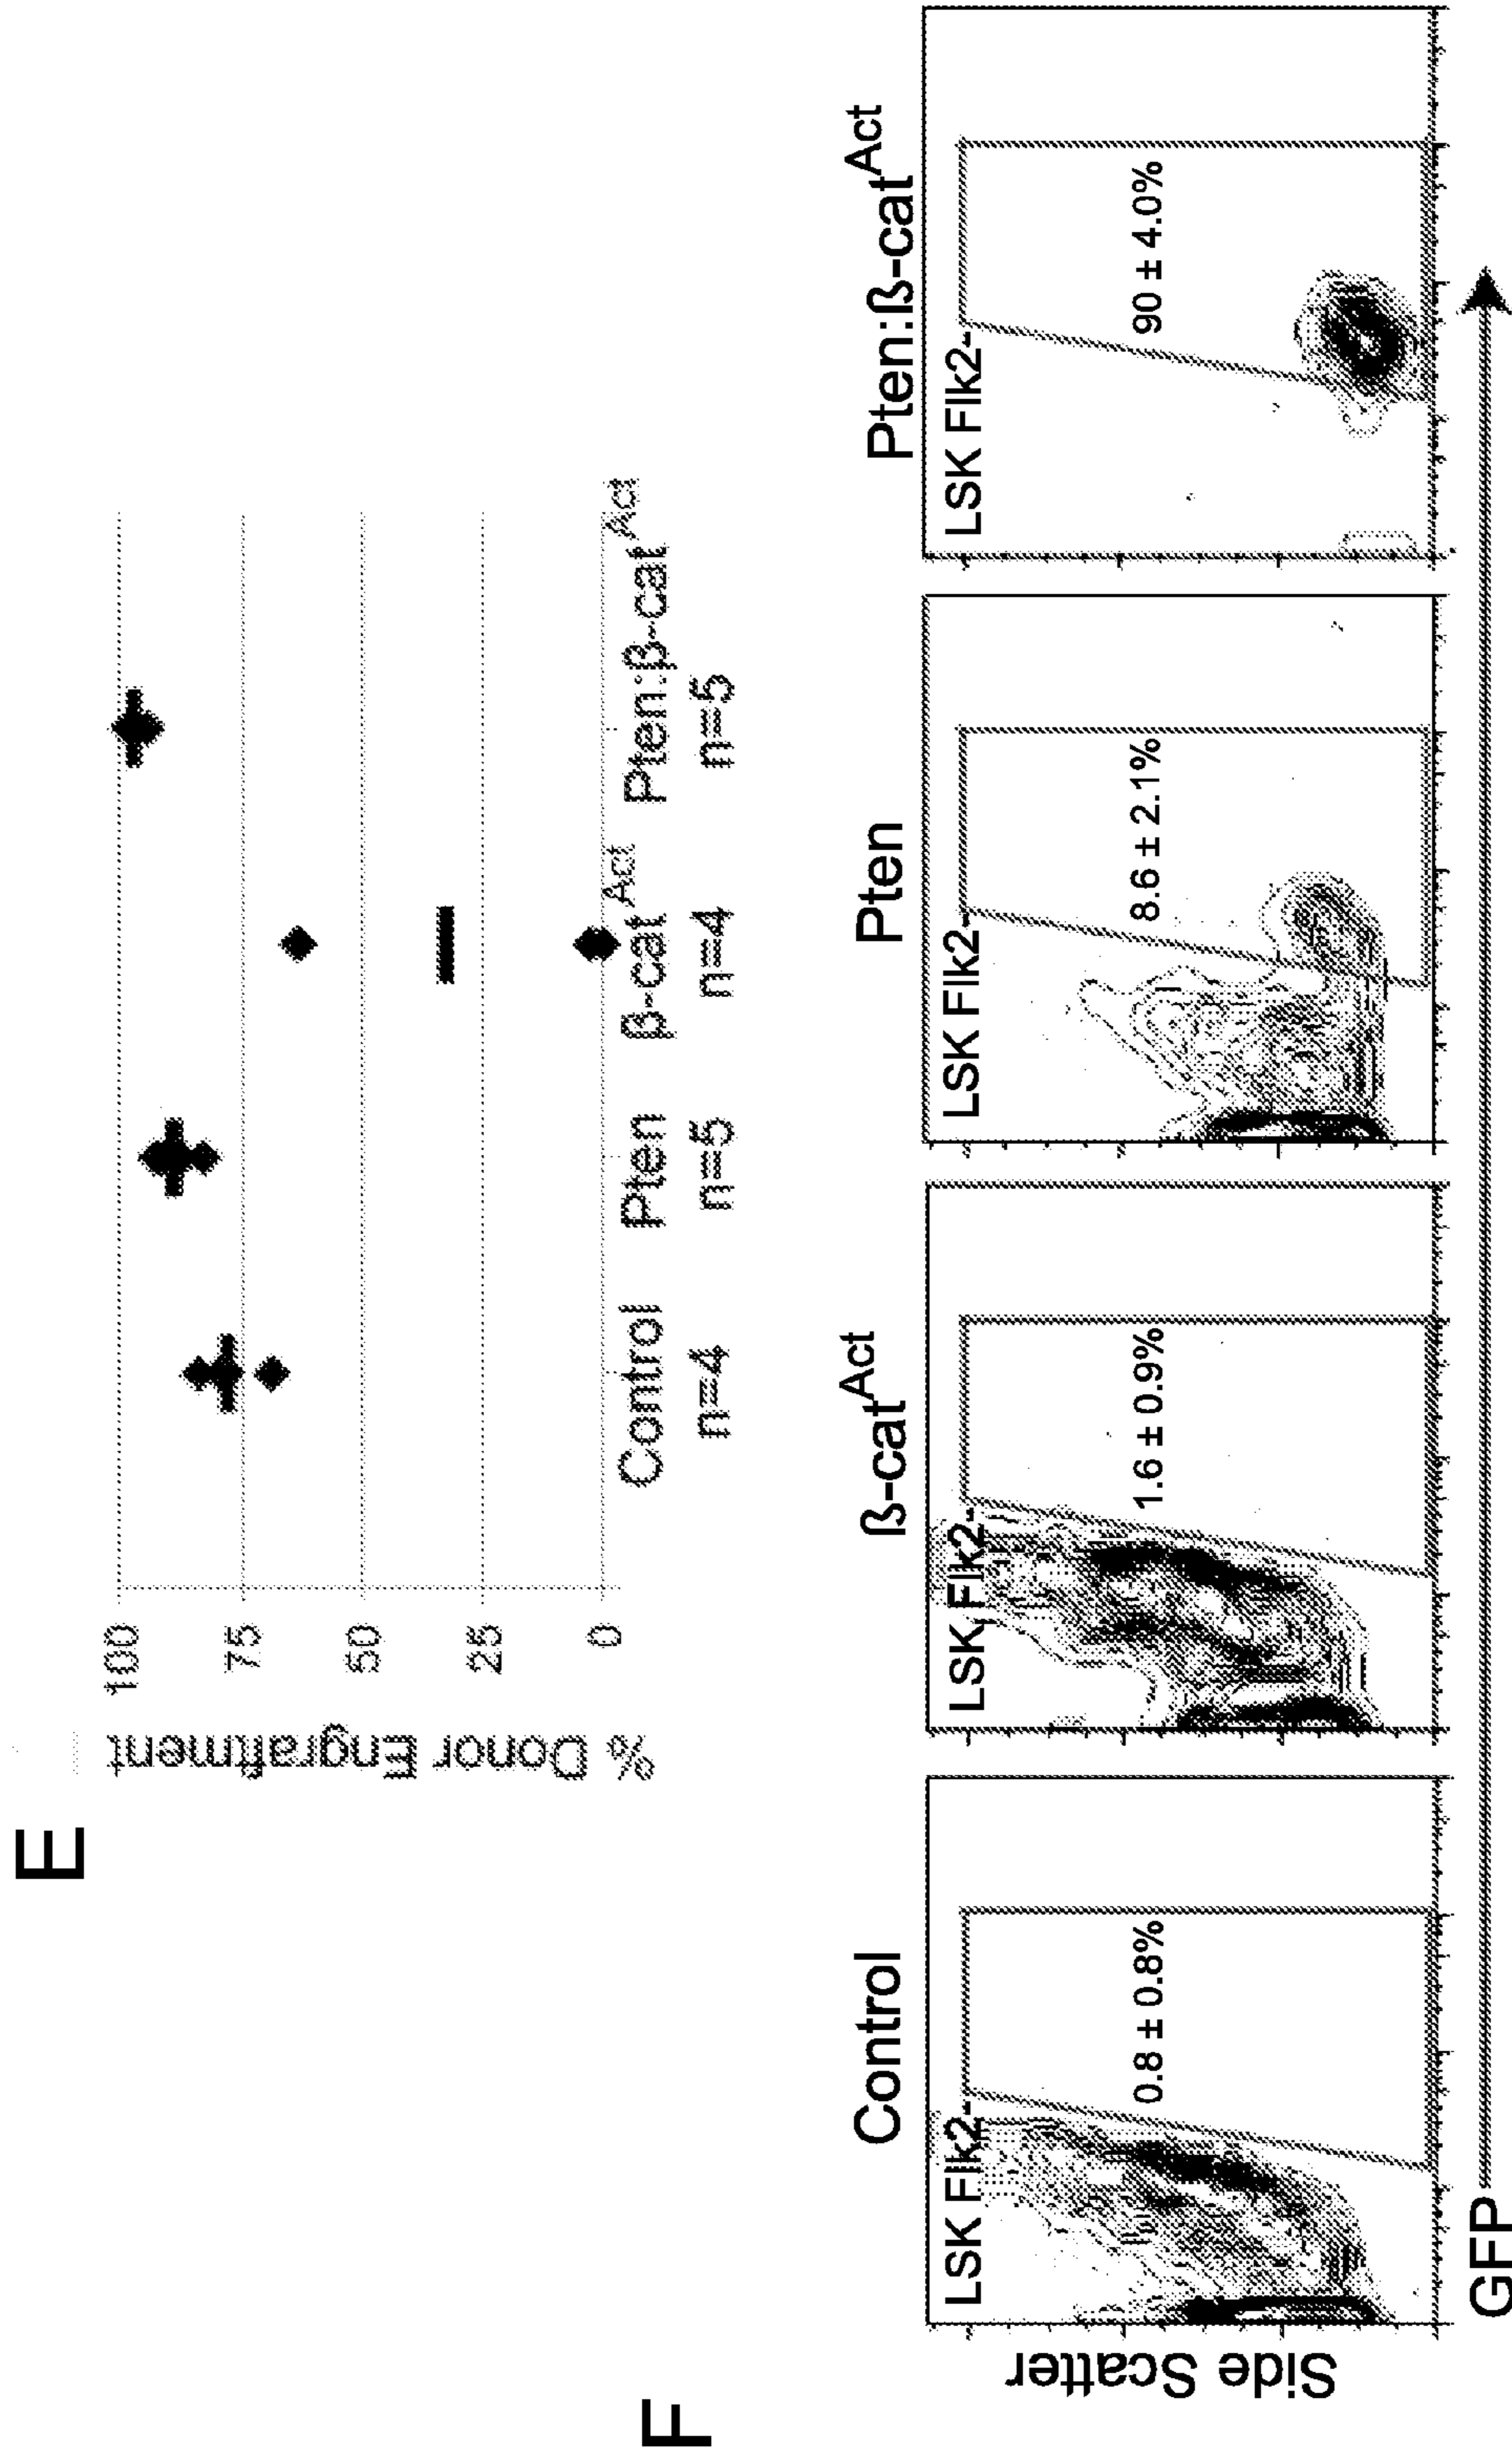 E
% Donor Engraftment
100
75
50
25
0
Control Pten β-cat^Act Pten:β-cat^Act
n=4 n=5 n=4 n=5
F
Control ß-cat^Act Pten Pten:ß-cat^Act
Side Scatter
LSK Flk2- LSK Flk2- LSK Flk2- LSK Flk2-
0.8 ± 0.8% 1.6 ± 0.9% 8.6 ± 2.1% 90 ± 4.0%
GFP